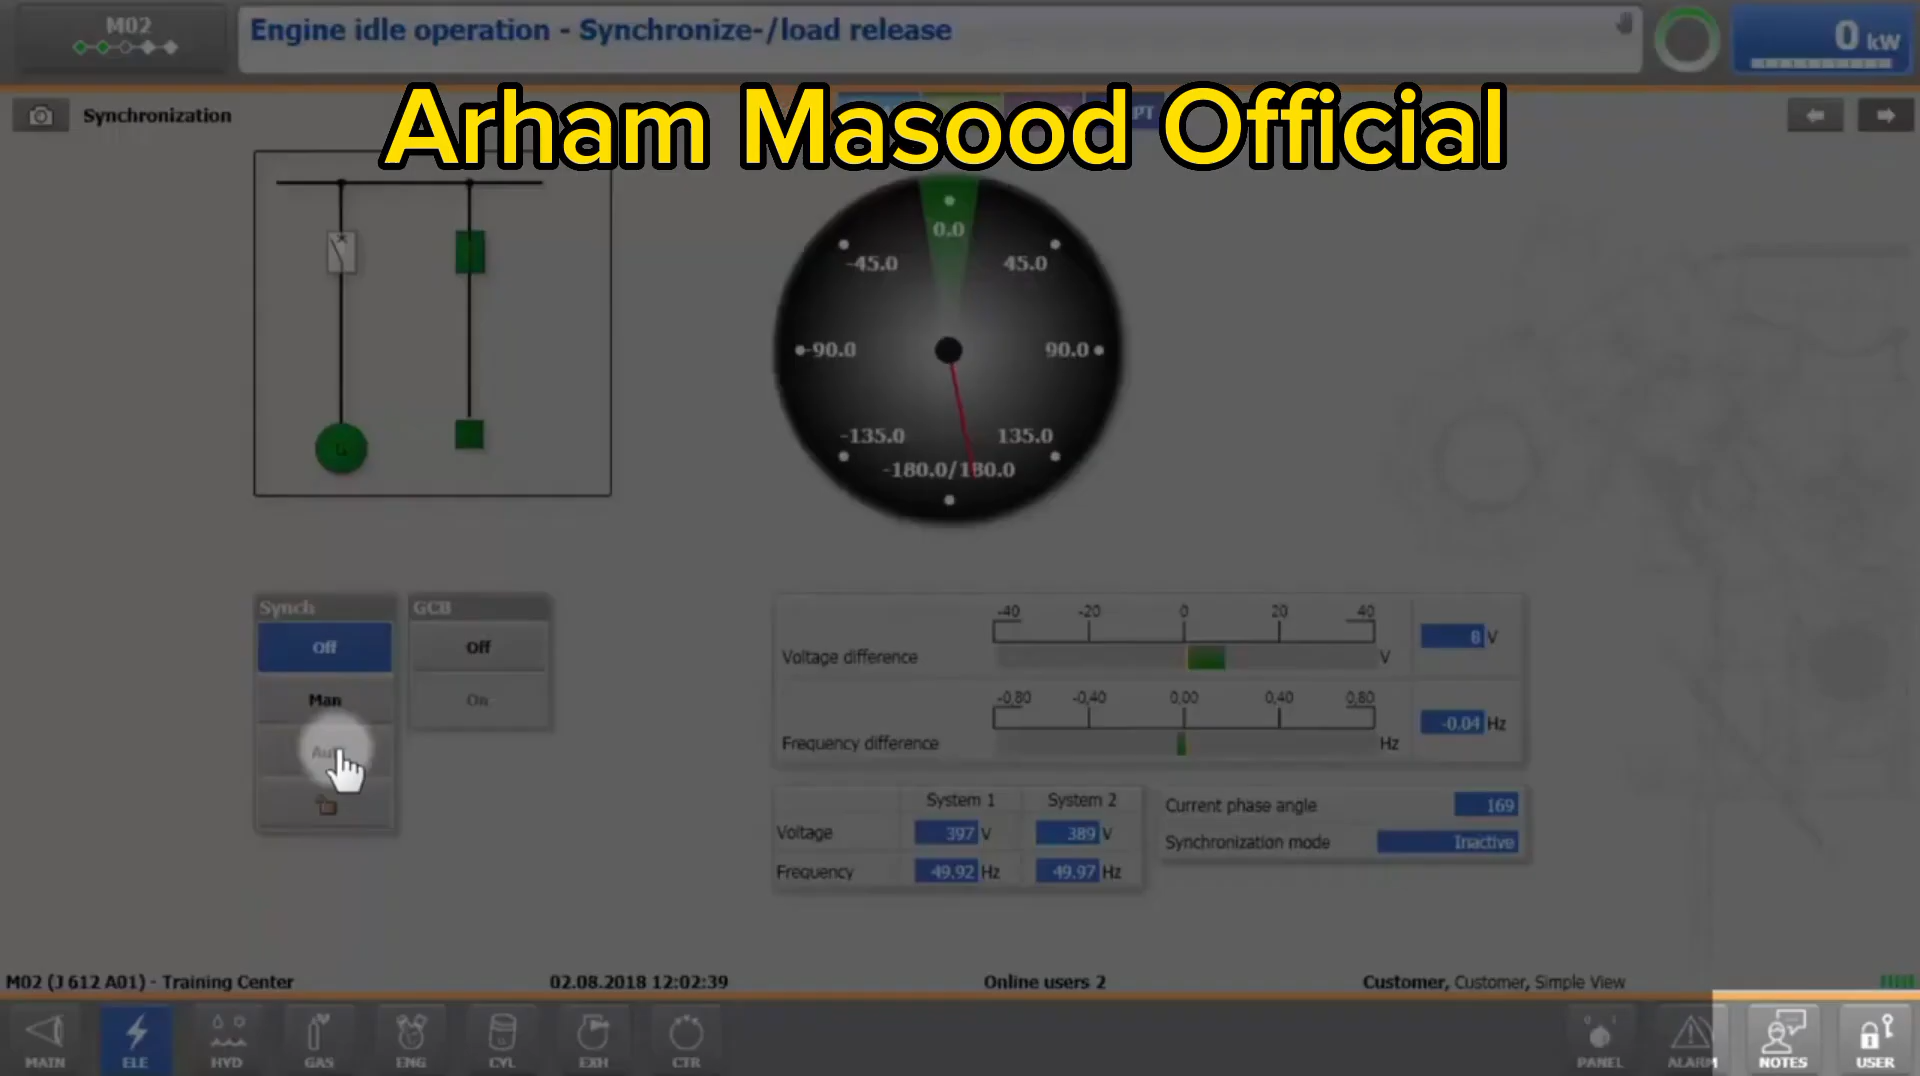 M02
Engine idle operation - Synchronize-/load release
0 kW
Synchronization
PT
Arham Masood Official
0.0
-45.0 45.0
-90.0 90.0
-135.0 135.0
-180.0/180.0
G
Synch GCB
Off Off
Man On
-40 -20 0 20 40
Voltage difference V 8 V
-0,80 -0,40 0,00 0,40 0,80
Frequency difference Hz -0.04 Hz
System 1 System 2
Voltage 397 V 389 V
Frequency 49.92 Hz 49.97 Hz
Current phase angle 169
Synchronization mode Inactive
M02 (J 612 A01) - Training Center 02.08.2018 12:02:39 Online users 2 Customer, Customer, Simple View
MAIN ELE HYD GAS ENG CYL EXH CTR PANEL ALARM NOTES USER